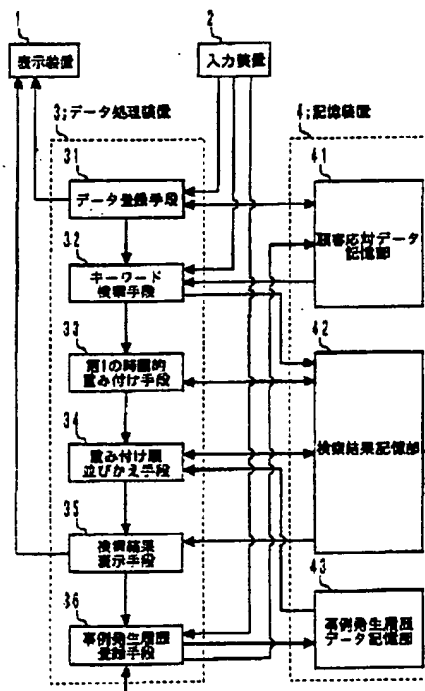 1
表示装置
2
入力装置
3;データ処理装置
31
データ登録手段
32
キーワード
検索手段
33
第1の時間的
重み付け手段
34
重み付け順
並びかえ手段
35
検索結果
表示手段
36
事例発生履歴
登録手段
4;記憶装置
41
顧客応対データ
記憶部
42
検索結果記憶部
43
事例発生履歴
データ記憶部